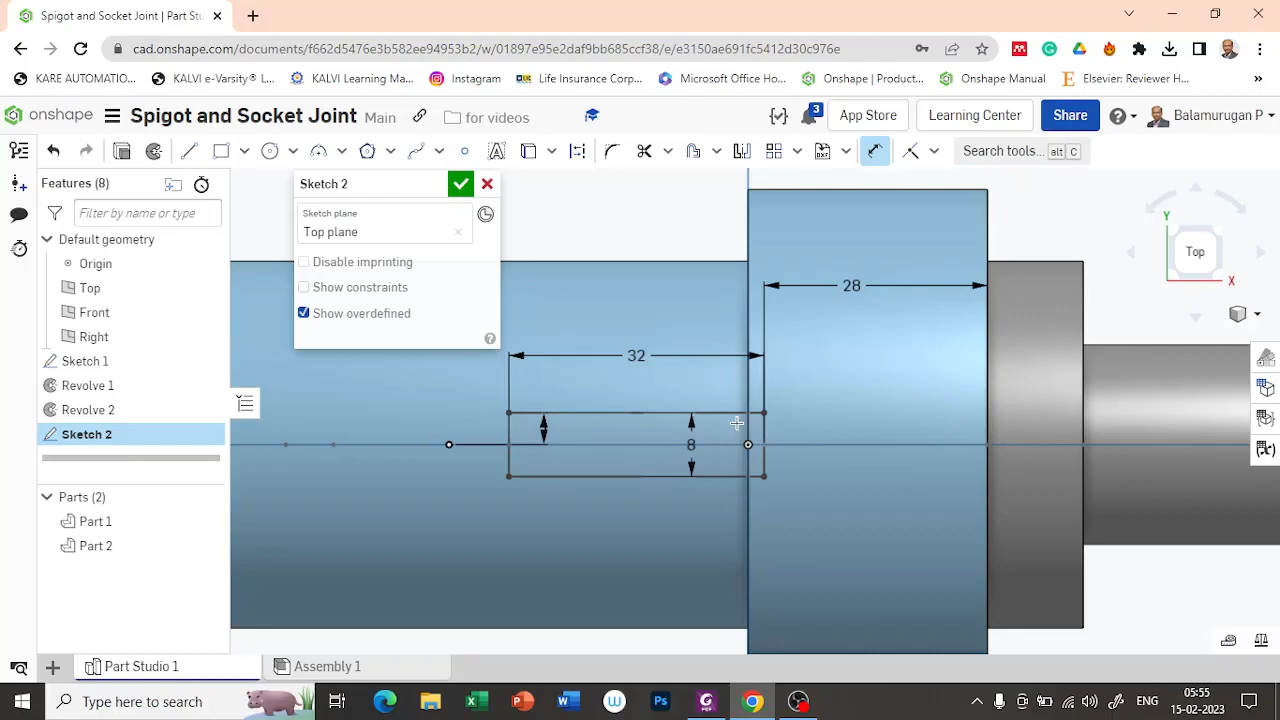 Spigot and Socket Joint | Part Stu
cad.onshape.com/documents/f662d5476e3b582ee94953b2/w/01897e95e2daf9bb685ccf38/e/e3150ae691fc5412d30c976e
KARE AUTOMATIO...
KALVI e-Varsity ® L...
KALVI Learning Ma...
Instagram
Life Insurance Corp...
Microsoft Office Ho...
Onshape | Product...
Onshape Manual
Elsevier: Reviewer H...
»
onshape
Spigot and Socket Joint
Main
for videos
3
App Store
Learning Center
Share
Balamurugan P
Search tools...
alt
C
Features (8)
Filter by name or type
Default geometry
Origin
Top
Front
Right
Sketch 1
Revolve 1
Revolve 2
Sketch 2
Parts (2)
Part 1
Part 2
Sketch 2
Sketch plane
Top plane
Disable imprinting
Show constraints
Show overdefined
28
32
8
Y
Top
X
Part Studio 1
Assembly 1
Type here to search
ENG
05:55
15-02-2023